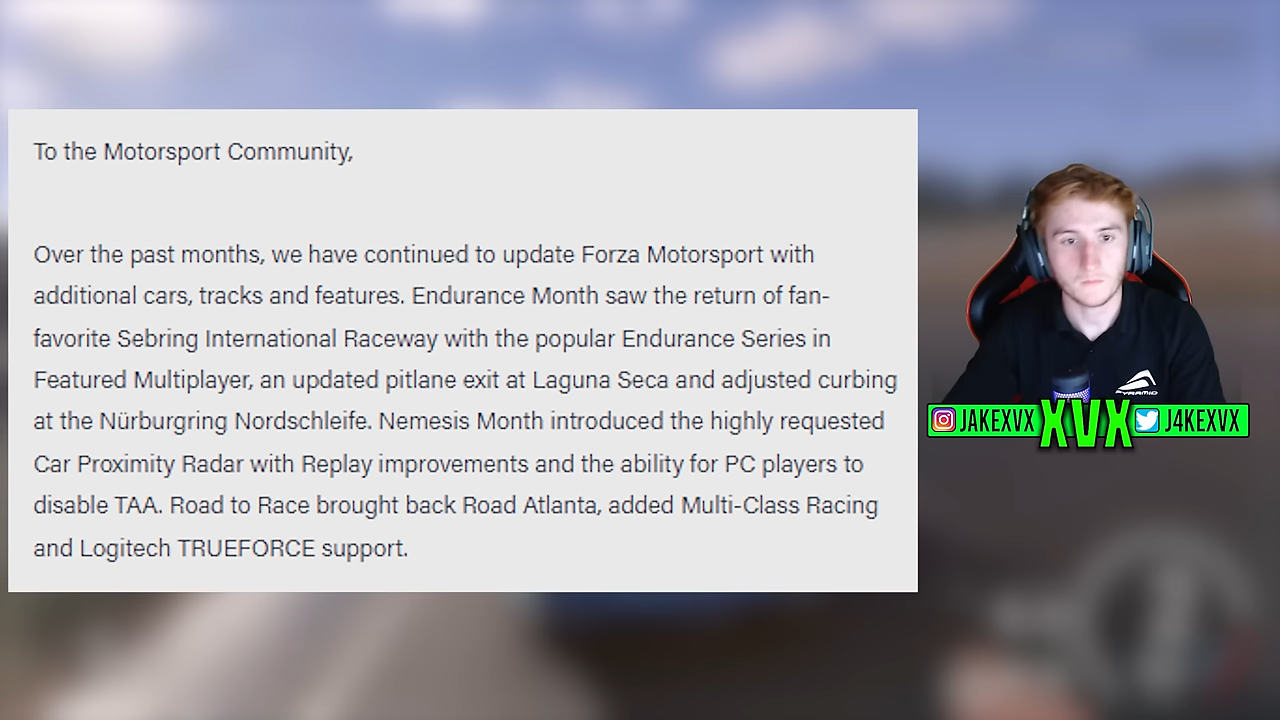 To the Motorsport Community,
Over the past months, we have continued to update Forza Motorsport with
additional cars, tracks and features. Endurance Month saw the return of fan-
favorite Sebring International Raceway with the popular Endurance Series in
Featured Multiplayer, an updated pitlane exit at Laguna Seca and adjusted curbing
at the Nürburgring Nordschleife. Nemesis Month introduced the highly requested
Car Proximity Radar with Replay improvements and the ability for PC players to
disable TAA. Road to Race brought back Road Atlanta, added Multi-Class Racing
and Logitech TRUEFORCE support.
PYRAMID
JAKEXVX XVX J4KEXVX